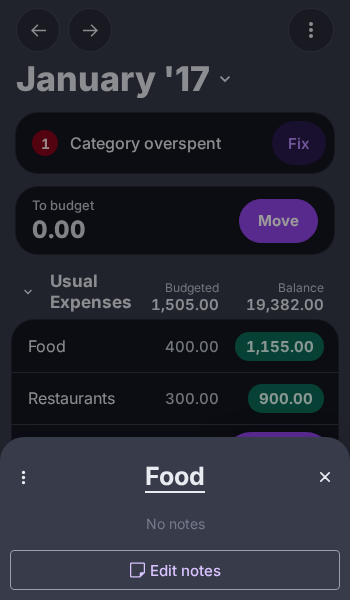 January '17
1 Category overspent Fix
To budget
0.00 Move
Usual Expenses Budgeted Balance
1,505.00 19,382.00
Food 400.00 1,155.00
Restaurants 300.00 900.00
Food
No notes
Edit notes